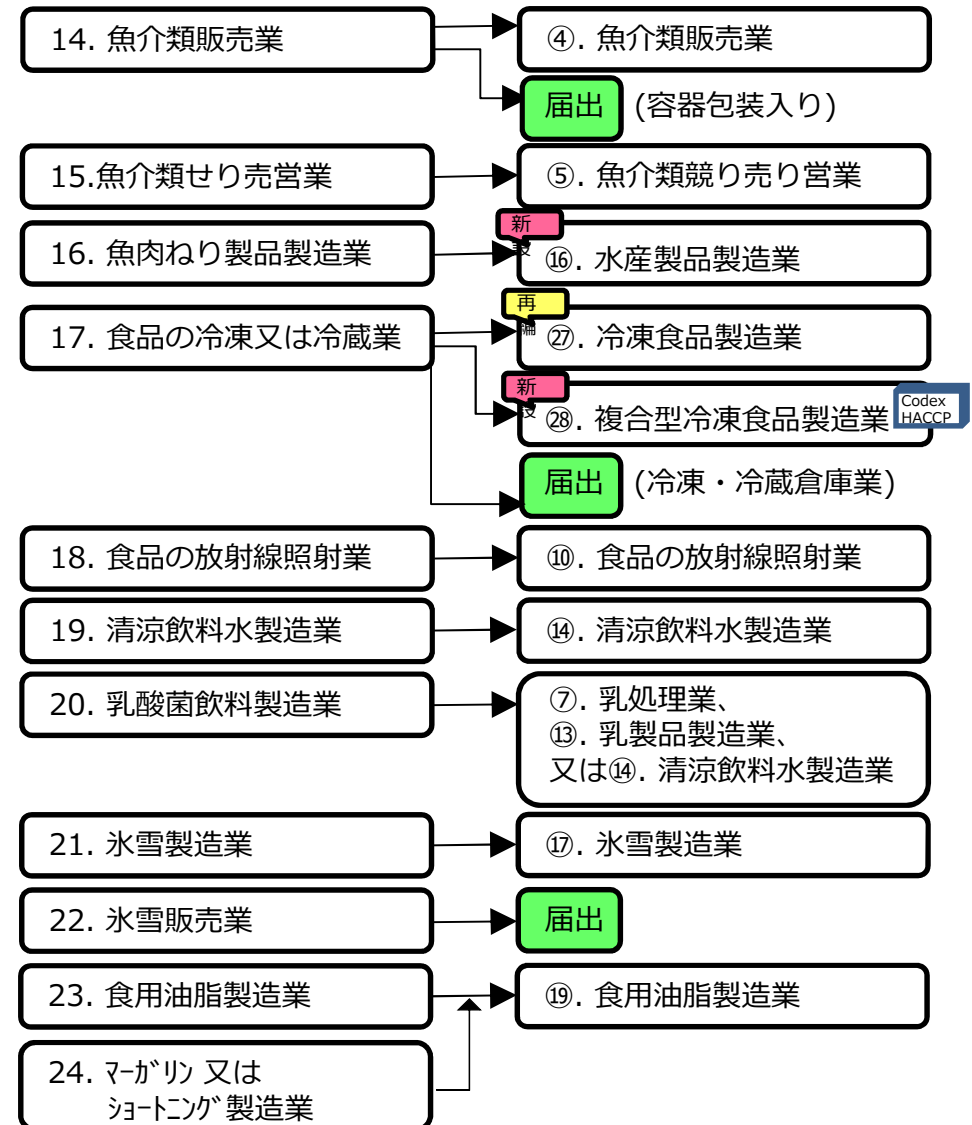 14. 魚介類販売業
④. 魚介類販売業
届出 (容器包装入り)
15.魚介類せり売営業
⑤. 魚介類競り売り営業
16. 魚肉ねり製品製造業
新
⑯. 水産製品製造業
17. 食品の冷凍又は冷蔵業
再
㉗. 冷凍食品製造業
新
㉘. 複合型冷凍食品製造業
Codex
HACCP
届出 (冷凍・冷蔵倉庫業)
18. 食品の放射線照射業
⑩. 食品の放射線照射業
19. 清涼飲料水製造業
⑭. 清涼飲料水製造業
20. 乳酸菌飲料製造業
⑦. 乳処理業、
⑬. 乳製品製造業、
又は⑭. 清涼飲料水製造業
21. 氷雪製造業
⑰. 氷雪製造業
22. 氷雪販売業
届出
23. 食用油脂製造業
⑲. 食用油脂製造業
24. ﾏｰｶﾞﾘﾝ 又は
ｼｮｰﾄﾆﾝｸﾞ製造業